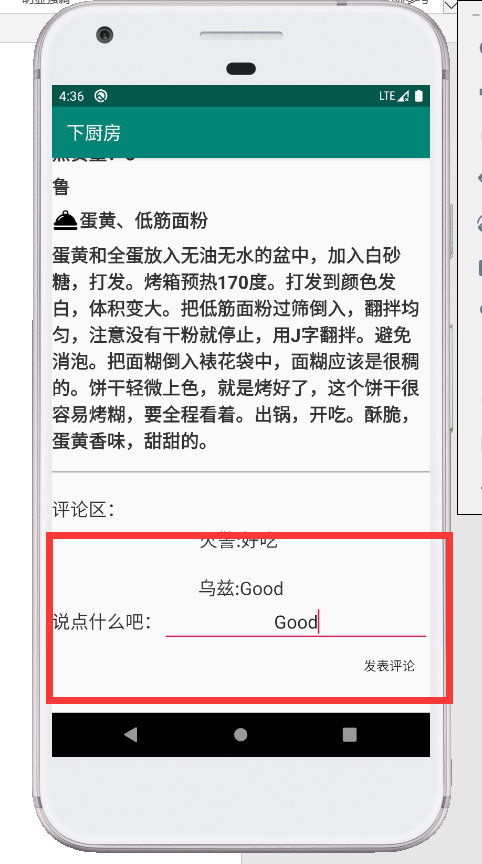 4:36
LTE
下厨房
鲁
蛋黄、低筋面粉
蛋黄和全蛋放入无油无水的盆中，加入白砂
糖，打发。烤箱预热170度。打发到颜色发
白，体积变大。把低筋面粉过筛倒入，翻拌均
匀，注意没有干粉就停止，用J字翻拌。避免
消泡。把面糊倒入裱花袋中，面糊应该是很稠
的。饼干轻微上色，就是烤好了，这个饼干很
容易烤糊，要全程看着。出锅，开吃。酥脆，
蛋黄香味，甜甜的。
评论区：
火警:好吃
乌兹:Good
说点什么吧： Good
发表评论